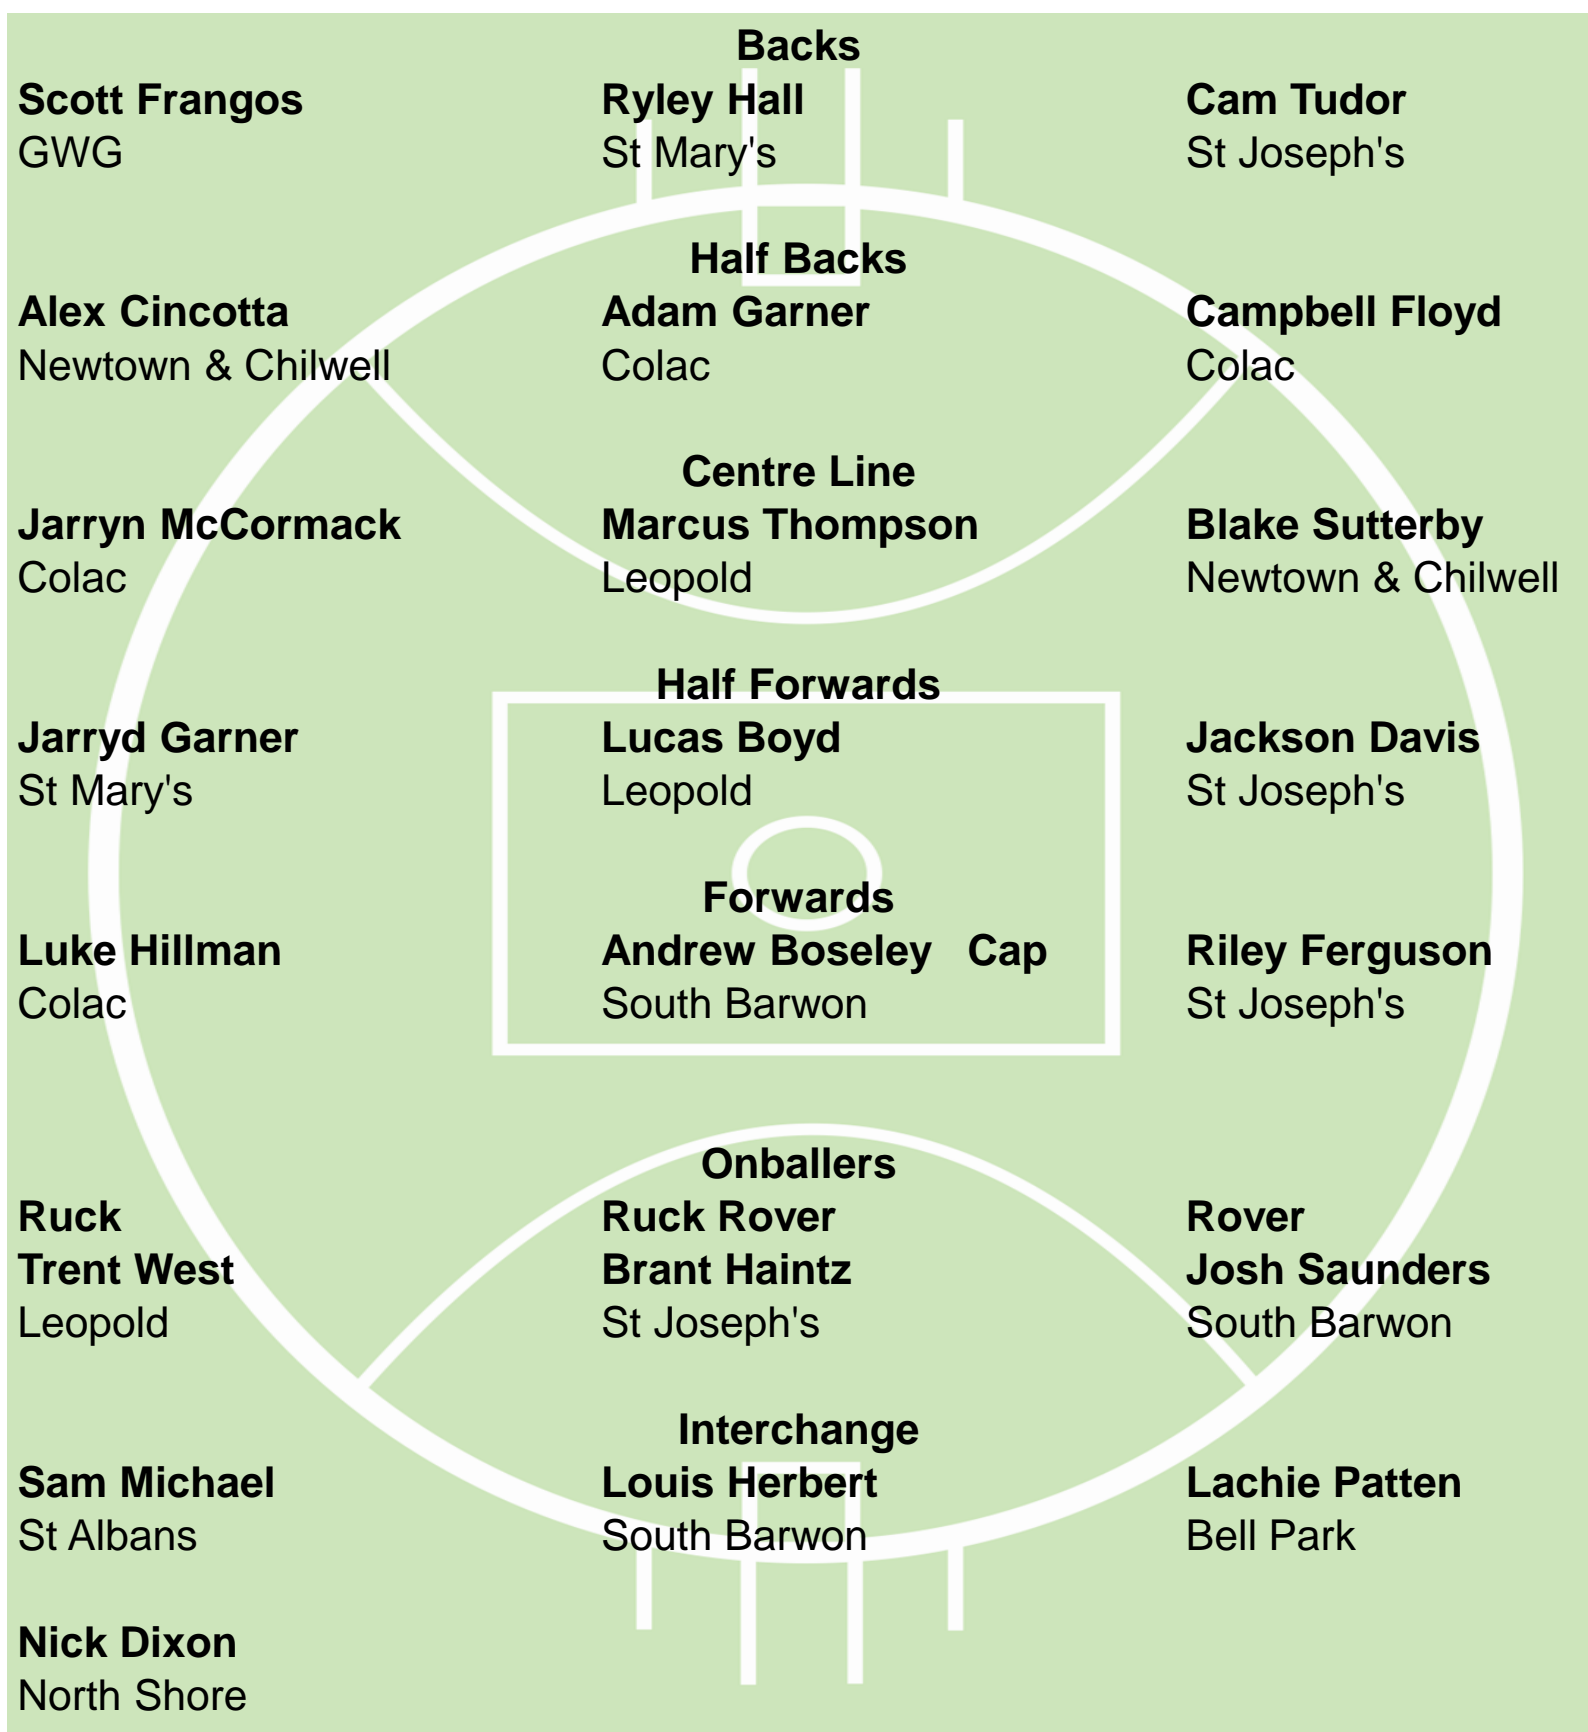 Backs
Scott Frangos Ryley Hall Cam Tudor
GWG St Mary's St Joseph's
Half Backs
Alex Cincotta Adam Garner Campbell Floyd
Newtown & Chilwell Colac Colac
Centre Line
Jarryn McCormack Marcus Thompson Blake Sutterby
Colac Leopold Newtown & Chilwell
Half Forwards
Jarryd Garner Lucas Boyd Jackson Davis
St Mary's Leopold St Joseph's
Forwards
Luke Hillman Andrew Boseley Cap Riley Ferguson
Colac South Barwon St Joseph's
Onballers
Ruck Ruck Rover Rover
Trent West Brant Haintz Josh Saunders
Leopold St Joseph's South Barwon
Interchange
Sam Michael Louis Herbert Lachie Patten
St Albans South Barwon Bell Park
Nick Dixon
North Shore